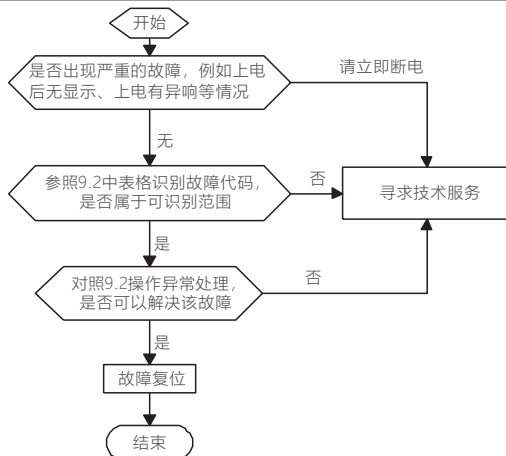 开始
是否出现严重的故障，例如上电
后无显示、上电有异响等情况
请立即断电
无
参照9.2中表格识别故障代码，
是否属于可识别范围
否
寻求技术服务
是
对照9.2操作异常处理，
是否可以解决该故障
否
是
故障复位
结束